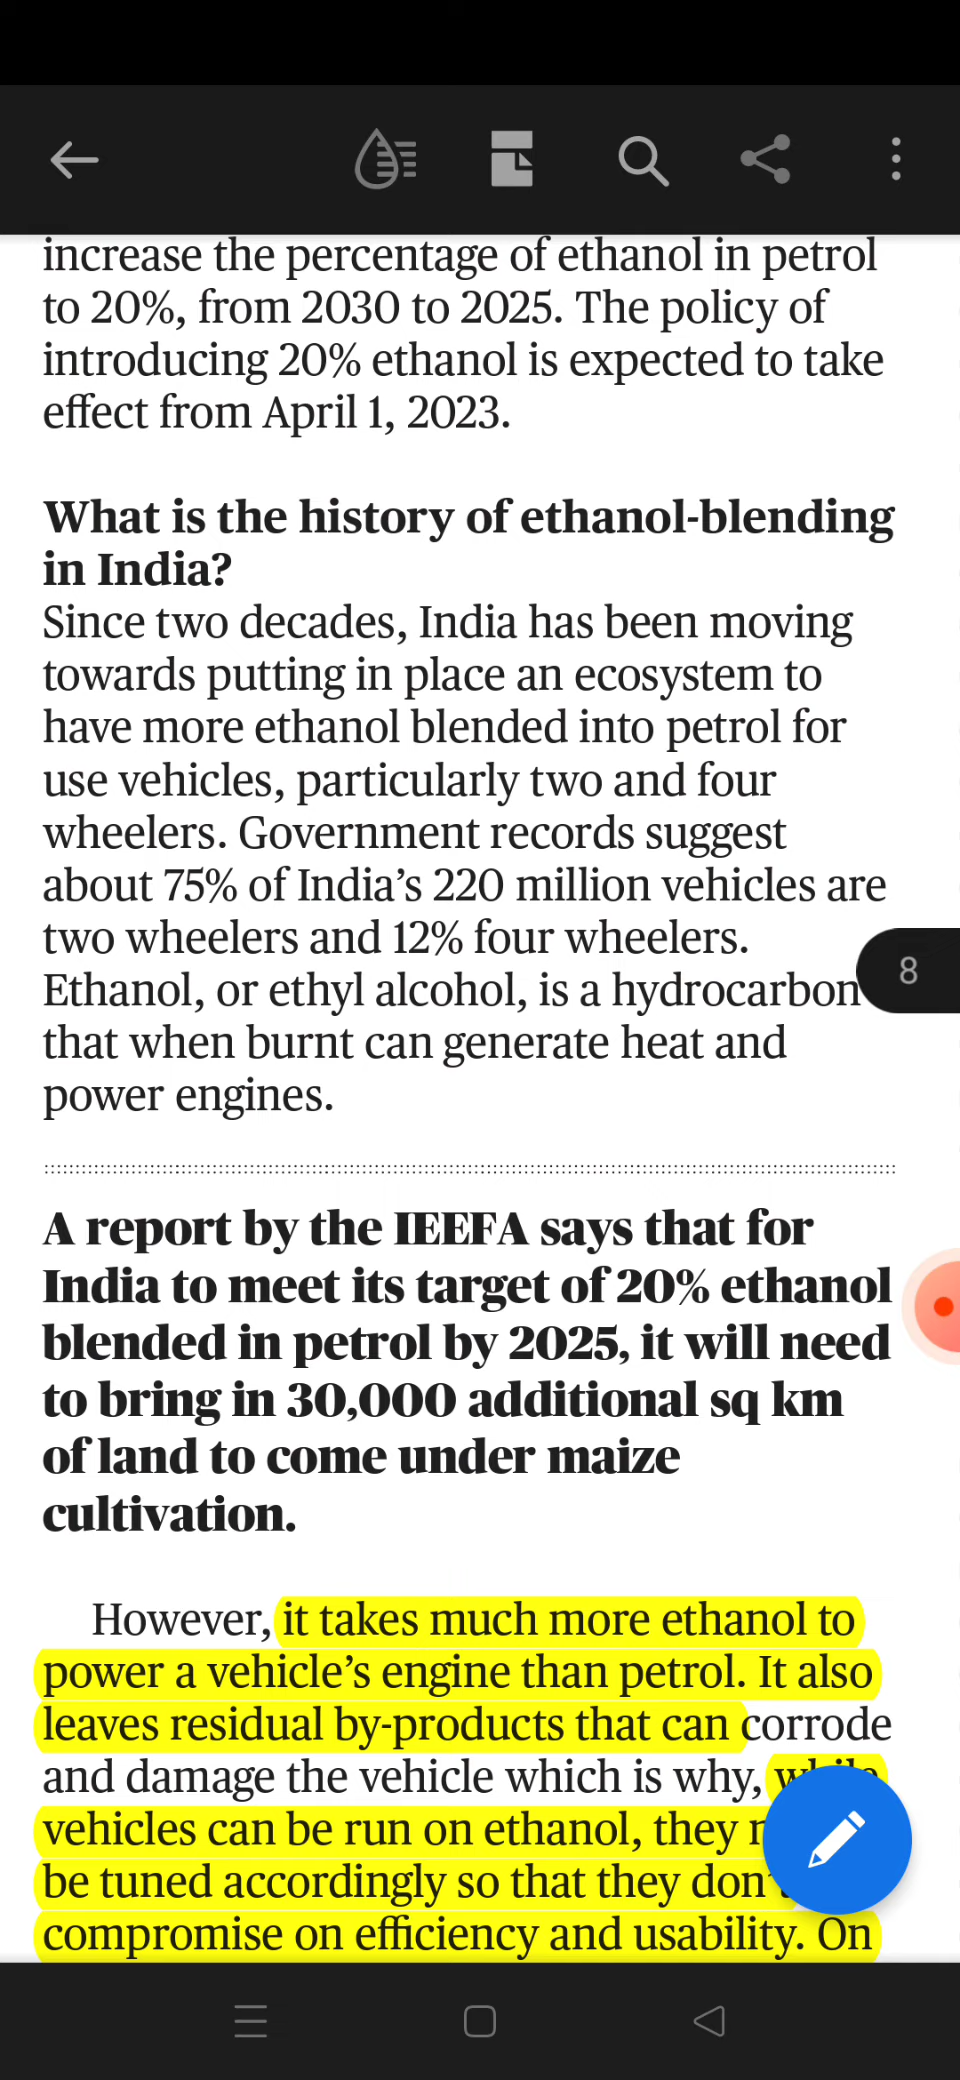 increase the percentage of ethanol in petrol
to 20%, from 2030 to 2025. The policy of
introducing 20% ethanol is expected to take
effect from April 1, 2023.
What is the history of ethanol-blending
in India?
Since two decades, India has been moving
towards putting in place an ecosystem to
have more ethanol blended into petrol for
use vehicles, particularly two and four
wheelers. Government records suggest
about 75% of India’s 220 million vehicles are
two wheelers and 12% four wheelers.
Ethanol, or ethyl alcohol, is a hydrocarbon
8
that when burnt can generate heat and
power engines.
A report by the IEEFA says that for
India to meet its target of 20% ethanol
blended in petrol by 2025, it will need
to bring in 30,000 additional sq km
of land to come under maize
cultivation.
However, it takes much more ethanol to
power a vehicle’s engine than petrol. It also
leaves residual by-products that can corrode
and damage the vehicle which is why, while
vehicles can be run on ethanol, they
be tuned accordingly so that they don’t
compromise on efficiency and usability. On